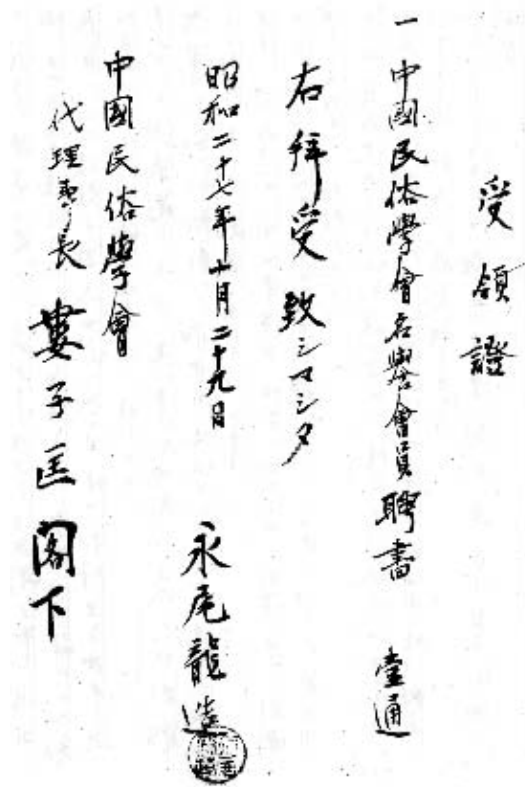 受領證
一 中國民俗學會名譽會員聘書 壹通
右拜受致シマシタ
昭和二十七年十月二十九日
永尾龍造
中國民俗學會
代理事長 婁子匡 閣下